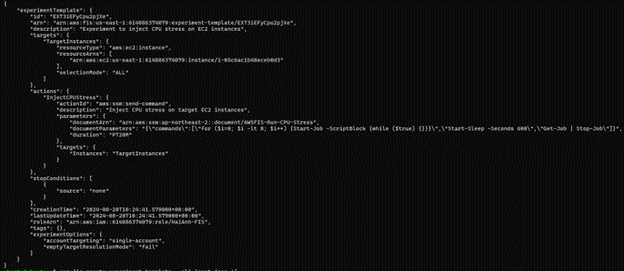 {
"experimentTemplate": {
"id": "EXT3iEFyCpu2pjXe",
"arn": "arn:aws:fis:us-east-1:614886374079:experiment-template/EXT3iEFyCpu2pjXe",
"description": "Experiment to inject CPU stress on EC2 instances",
"targets": {
"TargetInstances": {
"resourceType": "aws:ec2:instance",
"resourceArns": [
"arn:aws:ec2:us-east-1:614886374079:instance/i-05c6ac1b48eceb0d3"
],
"selectionMode": "ALL"
}
},
"actions": {
"InjectCPUStress": {
"actionId": "aws:ssm:send-command",
"description": "Inject CPU stress on target EC2 instances",
"parameters": {
"documentArn": "arn:aws:ssm:ap-northeast-2::document/AWSFIS-Run-CPU-Stress",
"documentParameters": "{\"commands\":[\"for ($i=0; $i -lt 8; $i++) {Start-Job -ScriptBlock {while ($true) {}}}\",\"Start-Sleep -Seconds 600\",\"Get-Job | Stop-Job\"]}",
"duration": "PT20M"
},
"targets": {
"Instances": "TargetInstances"
}
}
},
"stopConditions": [
{
"source": "none"
}
],
"creationTime": "2024-08-20T10:24:41.579000+00:00",
"lastUpdateTime": "2024-08-20T10:24:41.579000+00:00",
"roleArn": "arn:aws:iam::614886374079:role/HaiAnh-FIS",
"tags": {},
"experimentOptions": {
"accountTargeting": "single-account",
"emptyTargetResolutionMode": "fail"
}
}
}